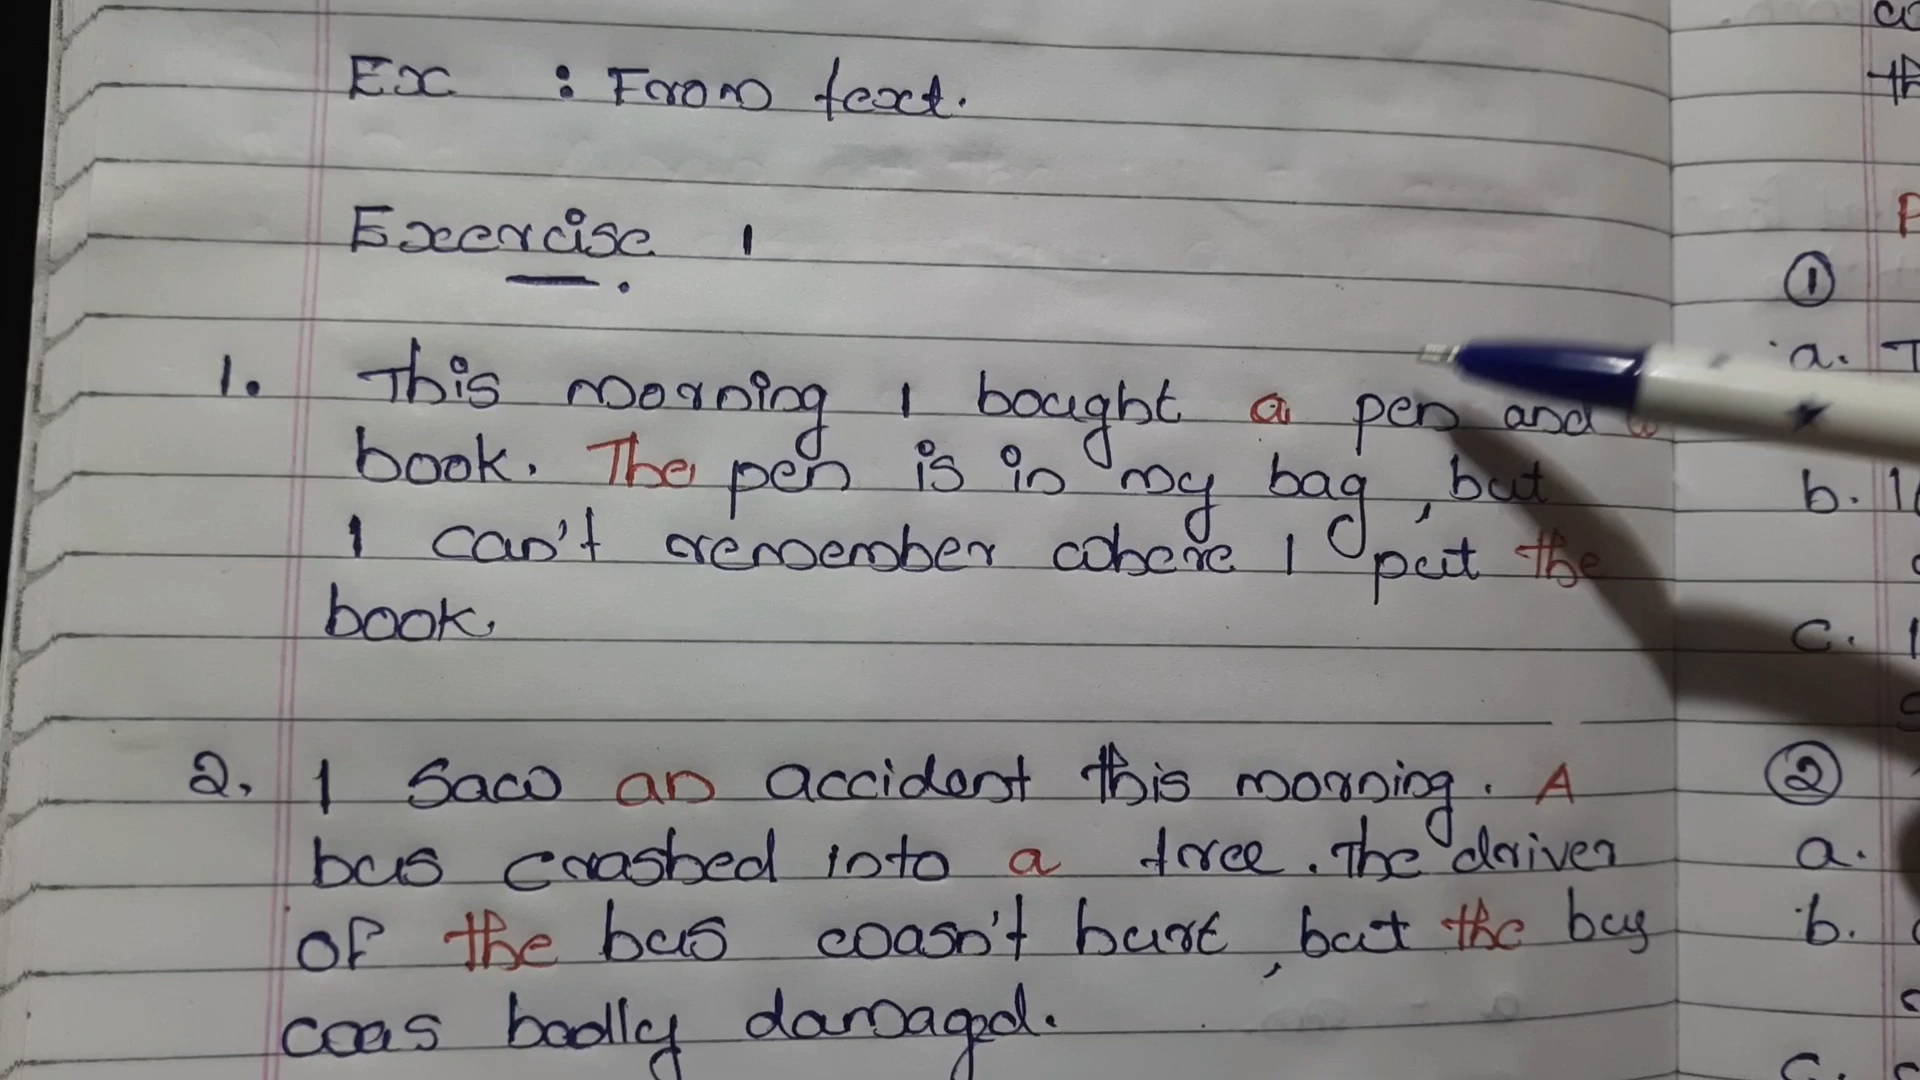 Ex : From text.
Exercise 1
1. This morning I bought a pen and a
book. The pen is in my bag, but
I can't remember where I put the
book.
2. I saw an accident this morning. A
bus crashed into a tree. The driver
of the bus wasn't hurt, but the bus
was badly damaged.
th
P
①
a. T
b.
c.
②
a.
b.
c.